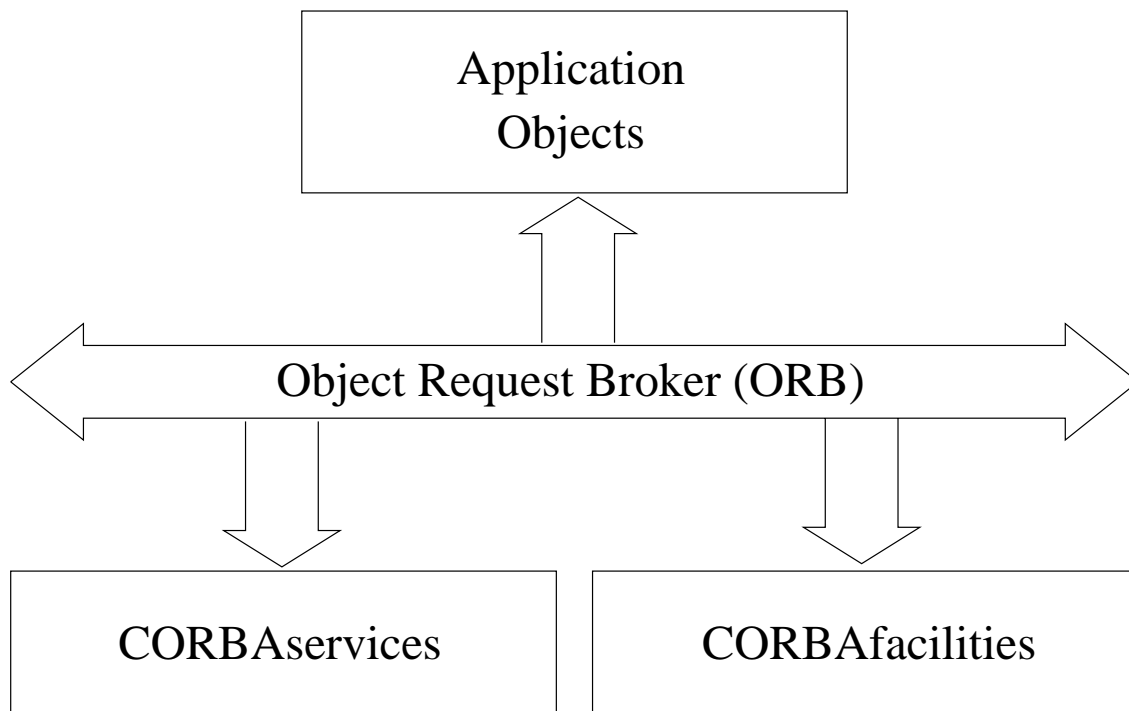 Application
Objects
Object Request Broker (ORB)
CORBAservices
CORBAfacilities